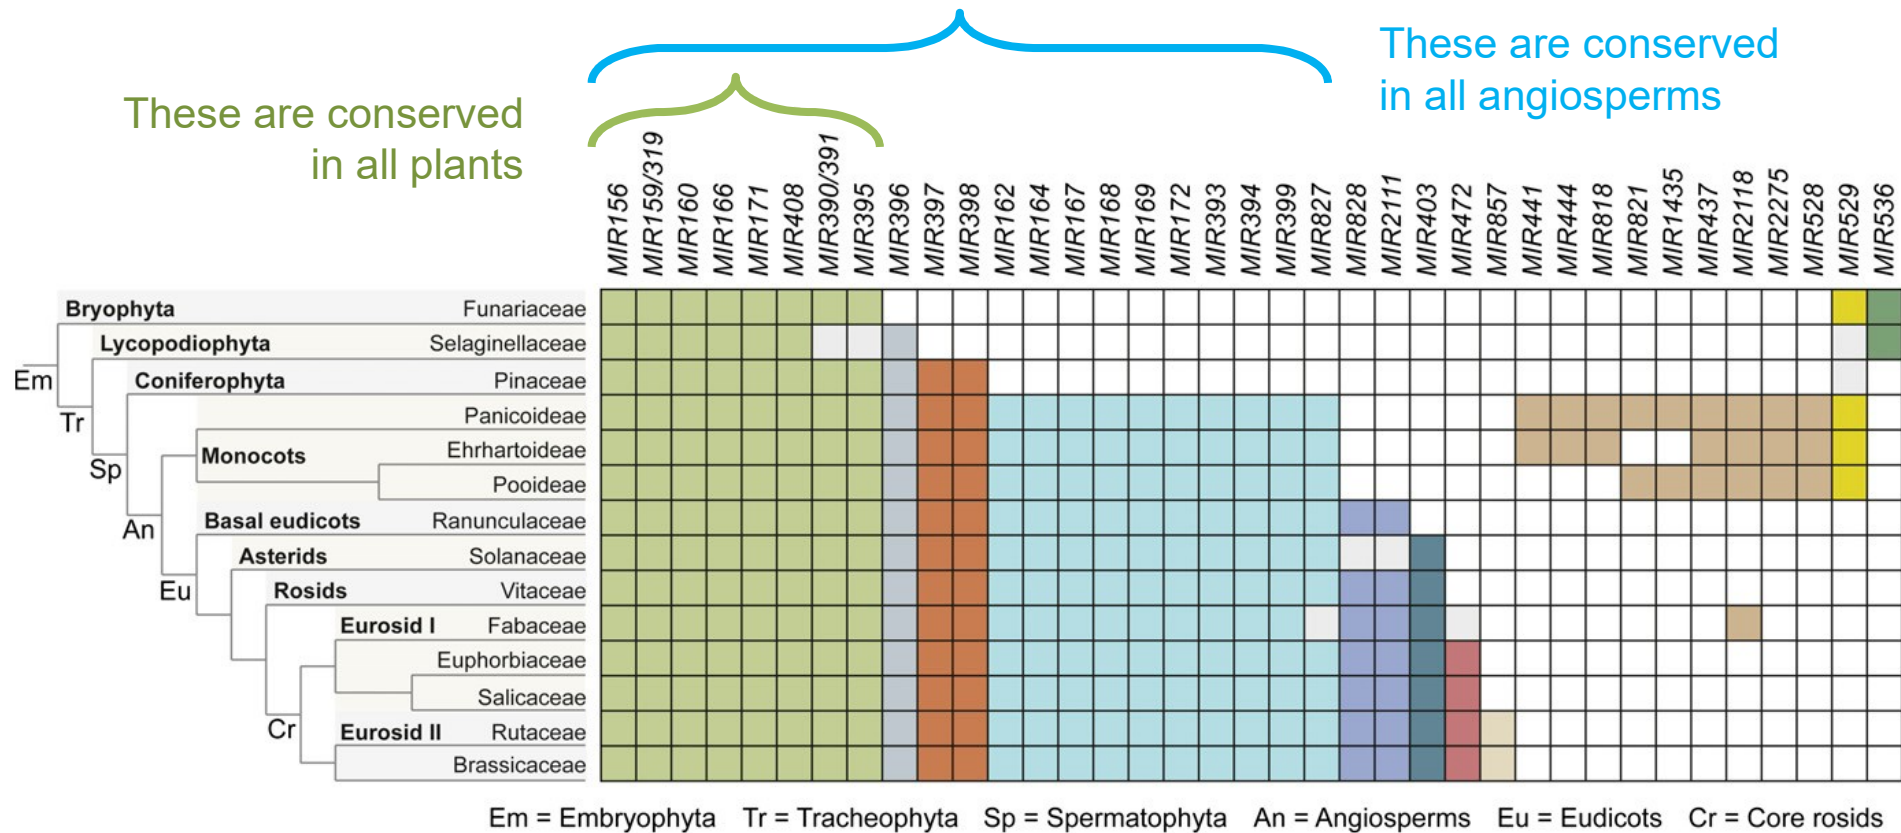 These are conserved
in all angiosperms
These are conserved
in all plants
MIR156 MIR159/319 MIR160 MIR166 MIR171 MIR408 MIR390/391 MIR395 MIR396 MIR397 MIR398 MIR162 MIR164 MIR167 MIR168 MIR169 MIR172 MIR393 MIR394 MIR399 MIR827 MIR828 MIR2111 MIR403 MIR472 MIR857 MIR441 MIR444 MIR818 MIR821 MIR1435 MIR437 MIR2118 MIR2275 MIR528 MIR529 MIR536
Bryophyta Funariaceae
Lycopodiophyta Selaginellaceae
Em Coniferophyta Pinaceae
Tr Panicoideae
Monocots Ehrhartoideae
Sp Pooideae
An Basal eudicots Ranunculaceae
Asterids Solanaceae
Eu Rosids Vitaceae
Eurosid I Fabaceae
Euphorbiaceae
Salicaceae
Cr Eurosid II Rutaceae
Brassicaceae
Em = Embryophyta Tr = Tracheophyta Sp = Spermatophyta An = Angiosperms Eu = Eudicots Cr = Core rosids